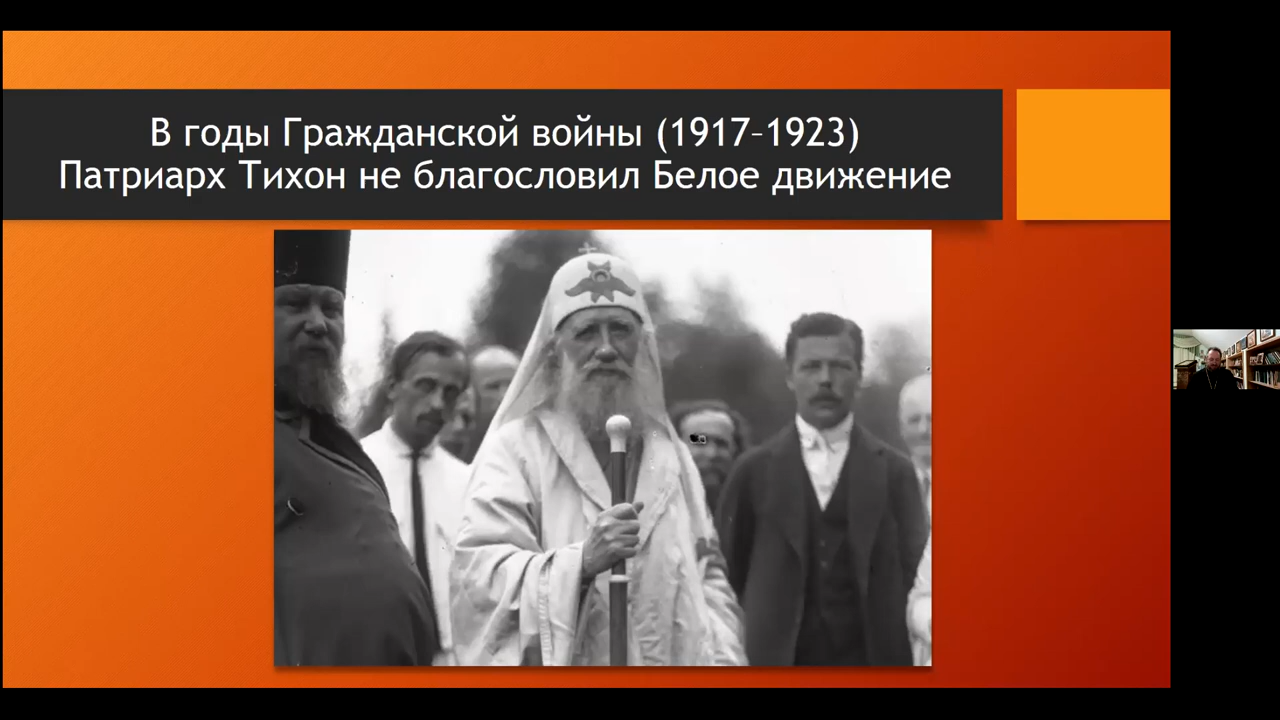 В годы Гражданской войны (1917–1923)
Патриарх Тихон не благословил Белое движение